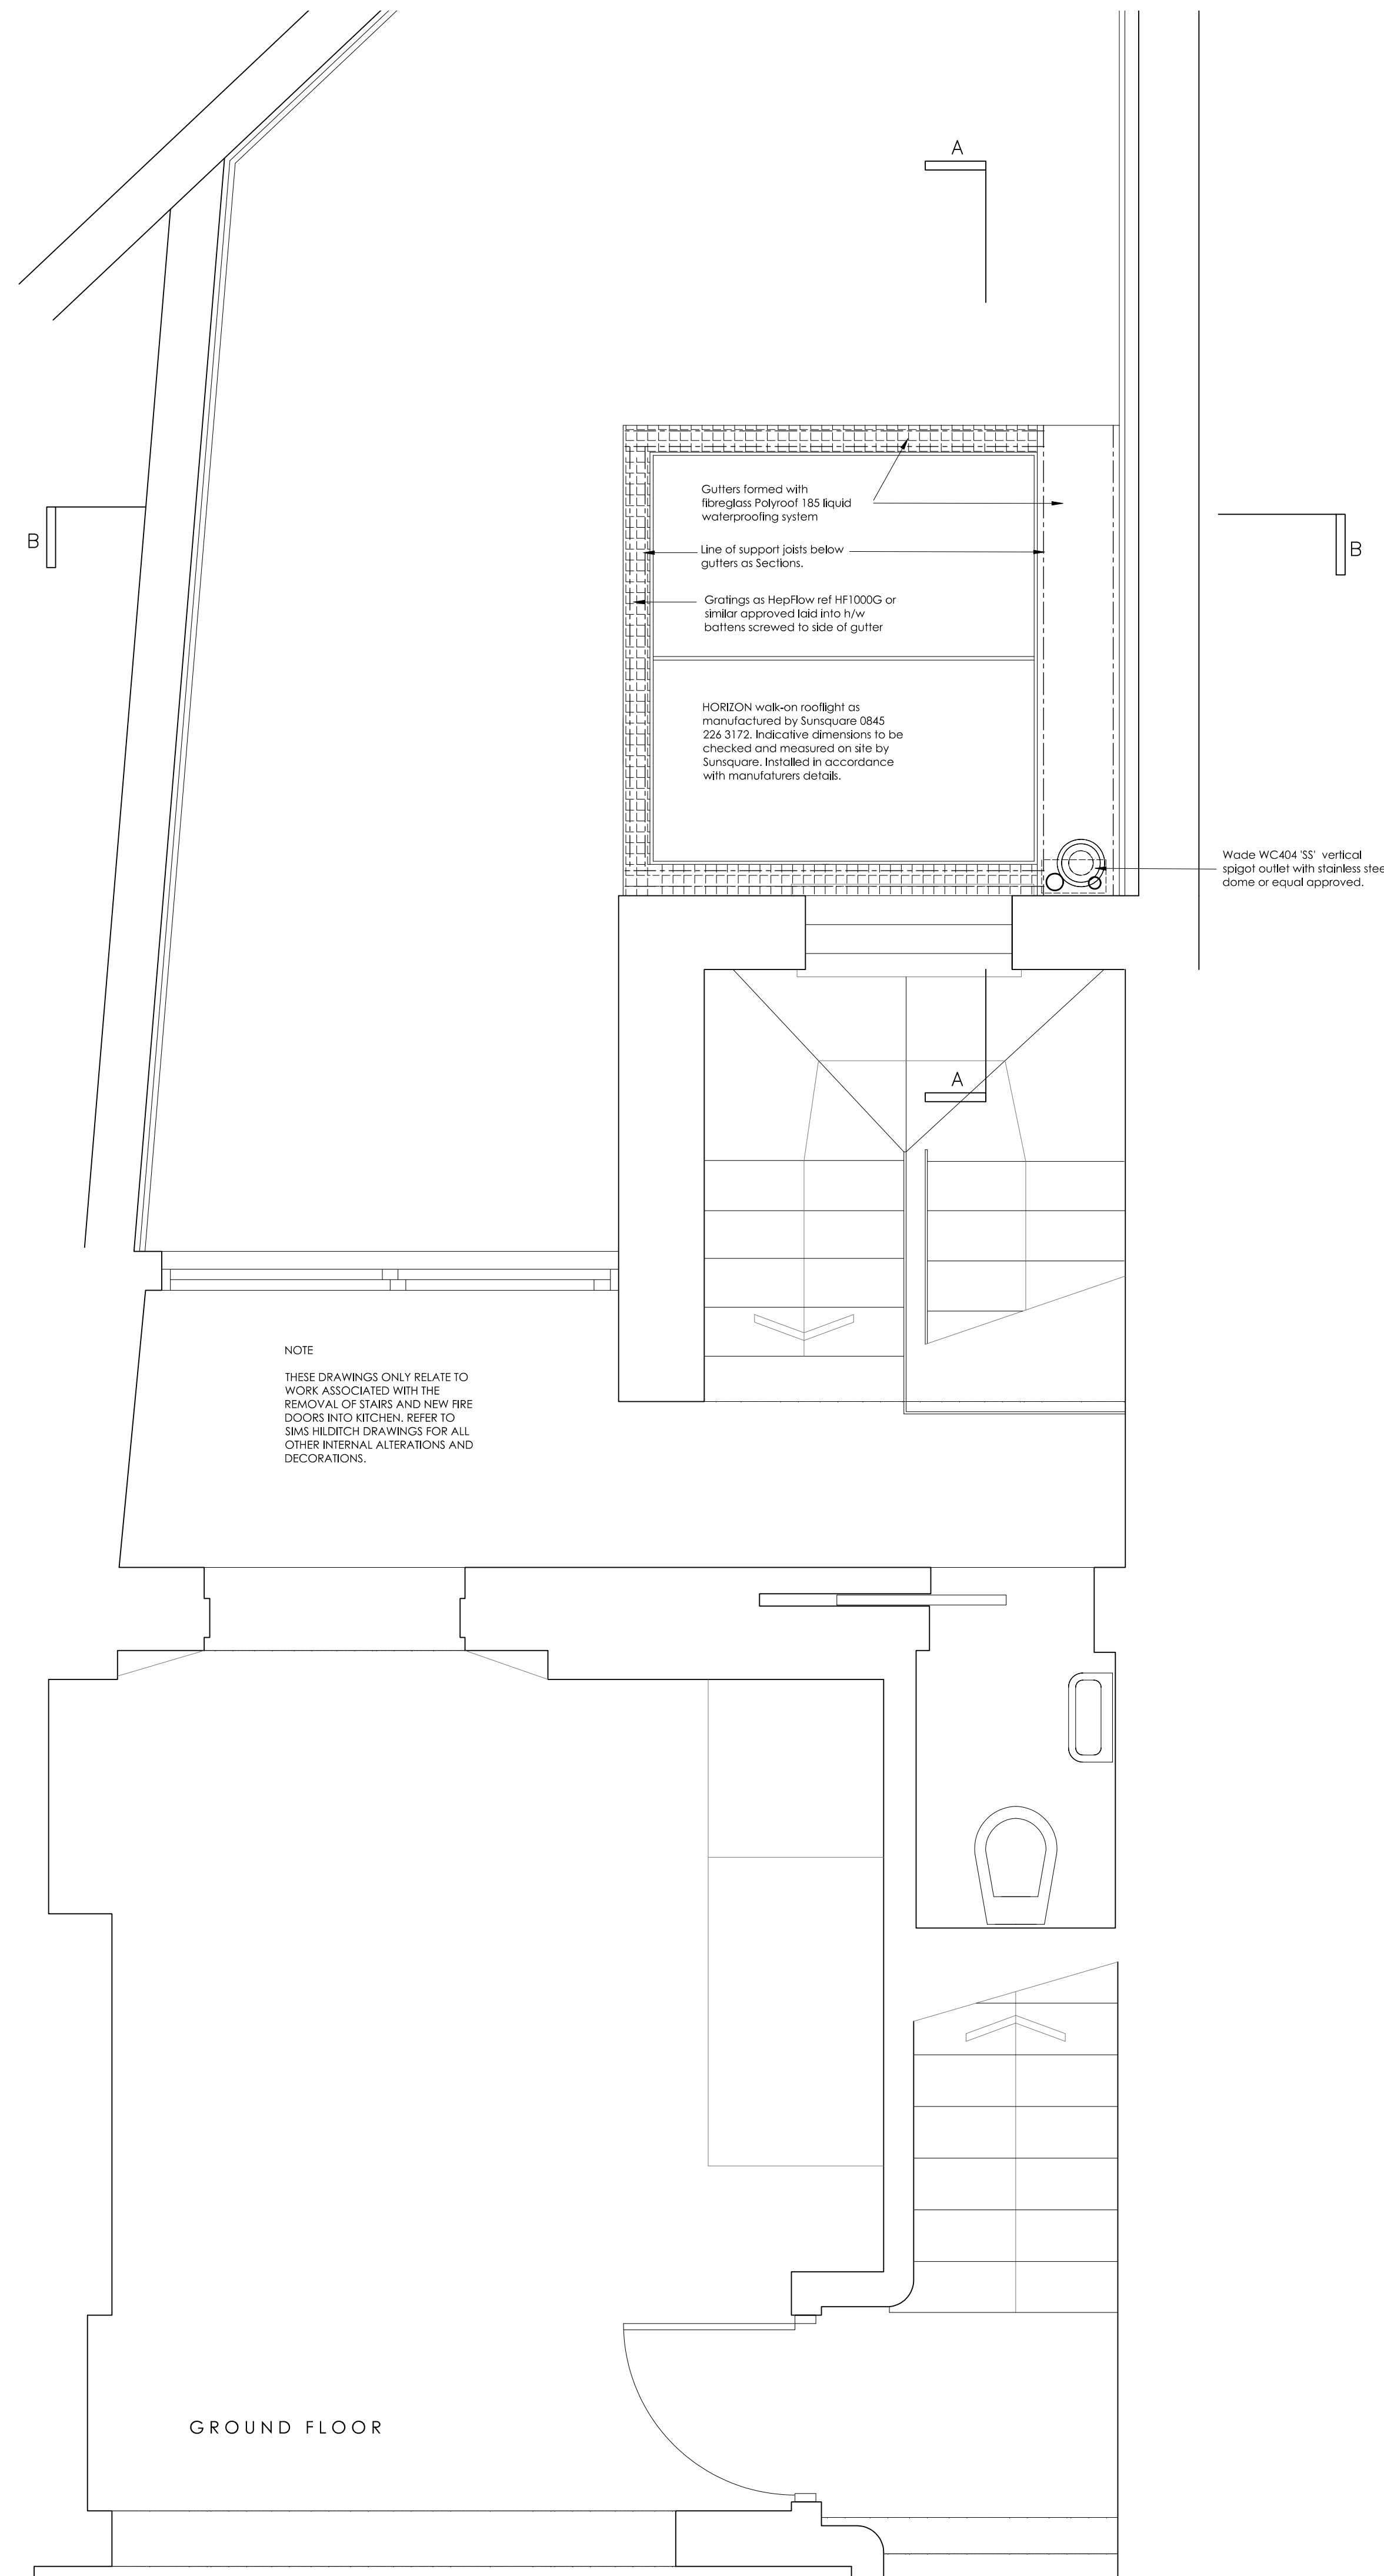 A
Gutters formed with
fibreglass Polyroof 185 liquid
waterproofing system
B
B
Line of support joists below
gutters as Sections.
Gratings as HepFlow ref HF1000G or
similar approved laid into h/w
battens screwed to side of gutter
HORIZON walk-on rooflight as
manufactured by Sunsquare 0845
226 3172. Indicative dimensions to be
checked and measured on site by
Sunsquare. Installed in accordance
with manufaturers details.
Wade WC404 'SS' vertical
spigot outlet with stainless stee
dome or equal approved.
A
NOTE
THESE DRAWINGS ONLY RELATE TO
WORK ASSOCIATED WITH THE
REMOVAL OF STAIRS AND NEW FIRE
DOORS INTO KITCHEN. REFER TO
SIMS HILDITCH DRAWINGS FOR ALL
OTHER INTERNAL ALTERATIONS AND
DECORATIONS.
GROUND FLOOR